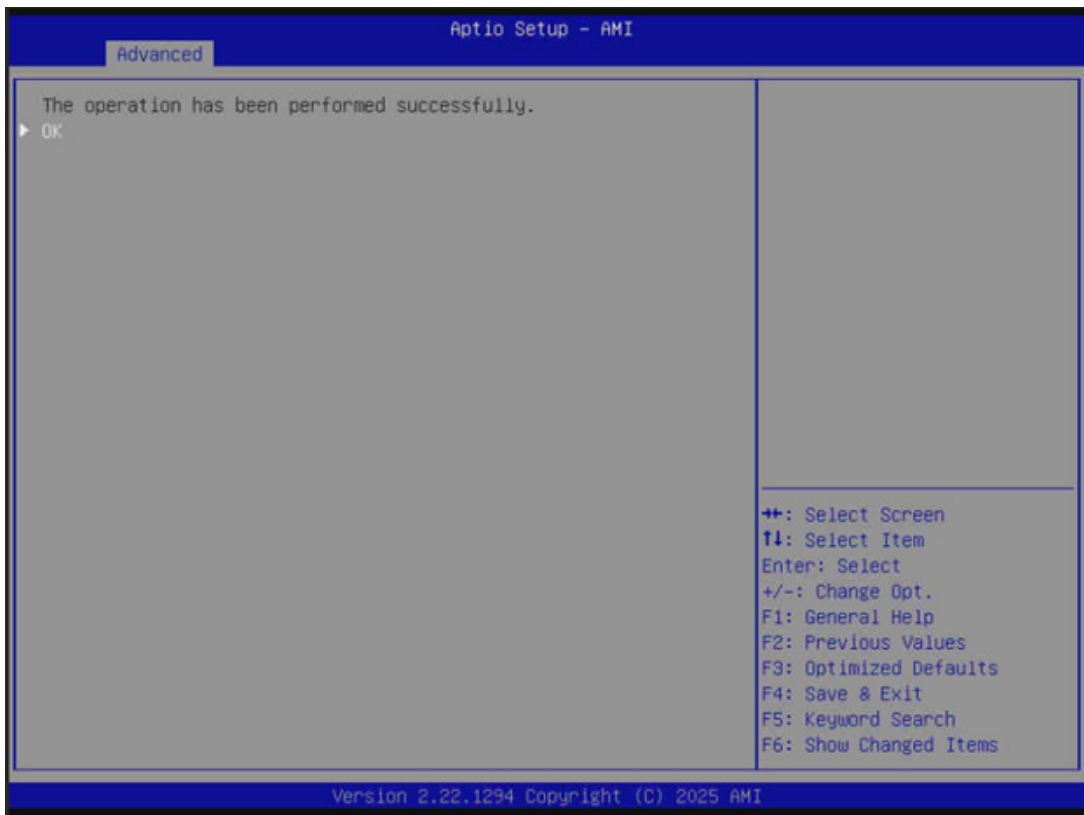 Aptio Setup – AMI
Advanced
The operation has been performed successfully.
▶ OK
→←: Select Screen
↑↓: Select Item
Enter: Select
+/-: Change Opt.
F1: General Help
F2: Previous Values
F3: Optimized Defaults
F4: Save & Exit
F5: Keyword Search
F6: Show Changed Items
Version 2.22.1294 Copyright (C) 2025 AMI